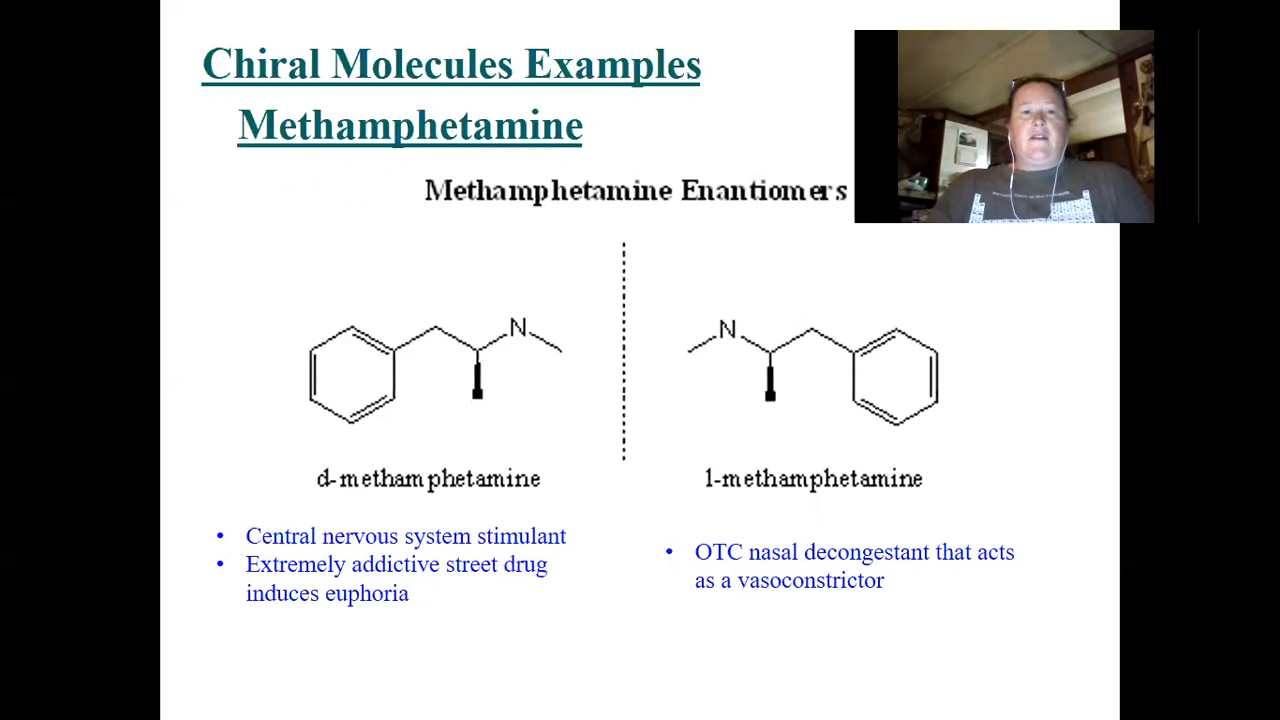 Chiral Molecules Examples
Methamphetamine
Methamphetamine Enantiomers
N
N
d-methamphetamine
l-methamphetamine
• Central nervous system stimulant
• Extremely addictive street drug
induces euphoria
• OTC nasal decongestant that acts
as a vasoconstrictor